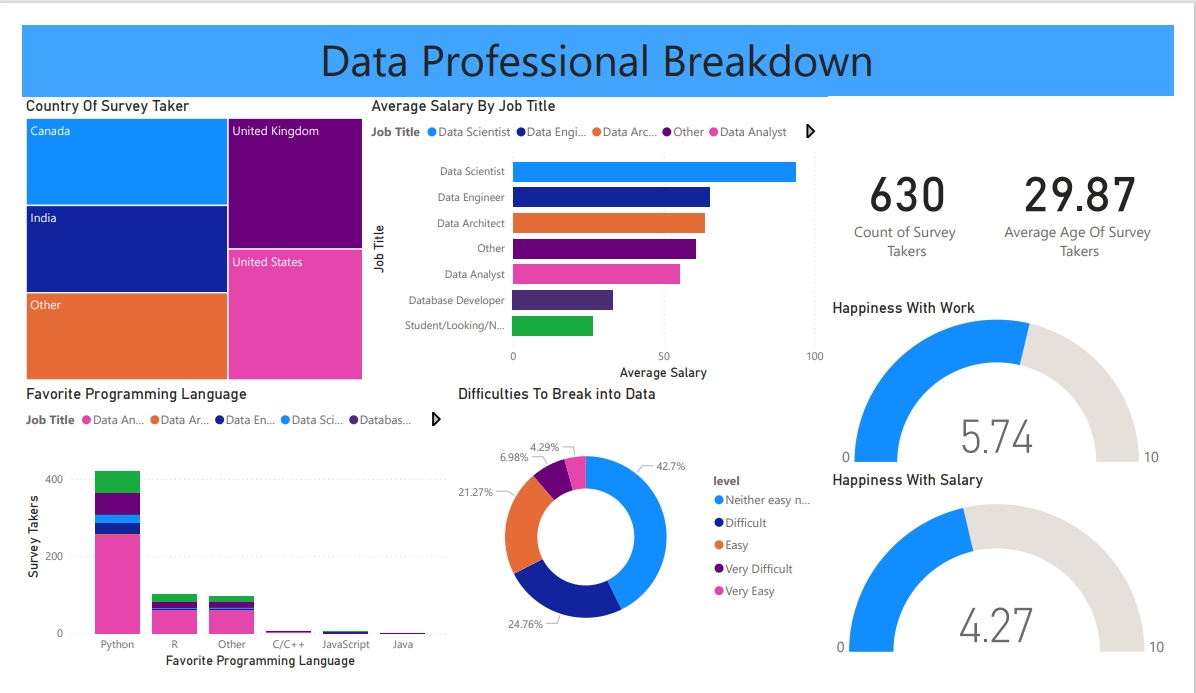 Data Professional Breakdown
Country Of Survey Taker
Canada
United Kingdom
India
United States
Other
Average Salary By Job Title
Job Title Data Scientist Data Engi... Data Arc... Other Data Analyst
Job Title
Data Scientist
Data Engineer
Data Architect
Other
Data Analyst
Database Developer
Student/Looking/N...
0 50 100
Average Salary
630
Count of Survey
Takers
29.87
Average Age Of Survey
Takers
Happiness With Work
5.74
0 10
Happiness With Salary
4.27
0 10
Favorite Programming Language
Job Title Data An... Data Ar... Data En... Data Sci... Databas...
Survey Takers
400
200
0
Python R Other C/C++ JavaScript Java
Favorite Programming Language
Difficulties To Break into Data
4.29%
6.98%
42.7%
21.27%
24.76%
level
Neither easy n...
Difficult
Easy
Very Difficult
Very Easy